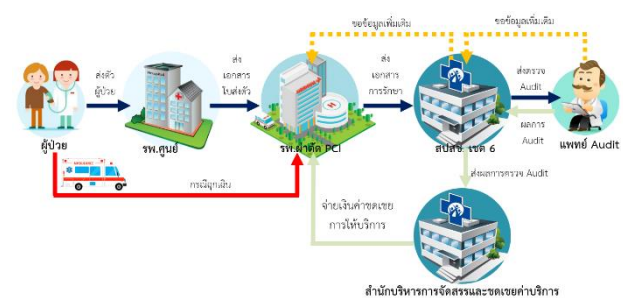 ขอข้อมูลเพิ่มเติม
ขอข้อมูลเพิ่มเติม
ส่งตัว
ผู้ป่วย
ส่ง
เอกสาร
ใบส่งตัว
ส่ง
เอกสาร
การรักษา
ส่งตรวจ
Audit
ผลการ
Audit
ผู้ป่วย
รพ.ศูนย์
รพ.ผ่าตัด PCI
สปสช. เขต 6
แพทย์ Audit
กรณีฉุกเฉิน
ส่งผลการตรวจ Audit
จ่ายเงินค่าชดเชย
การให้บริการ
สำนักบริหารการจัดสรรและชดเชยค่าบริการ